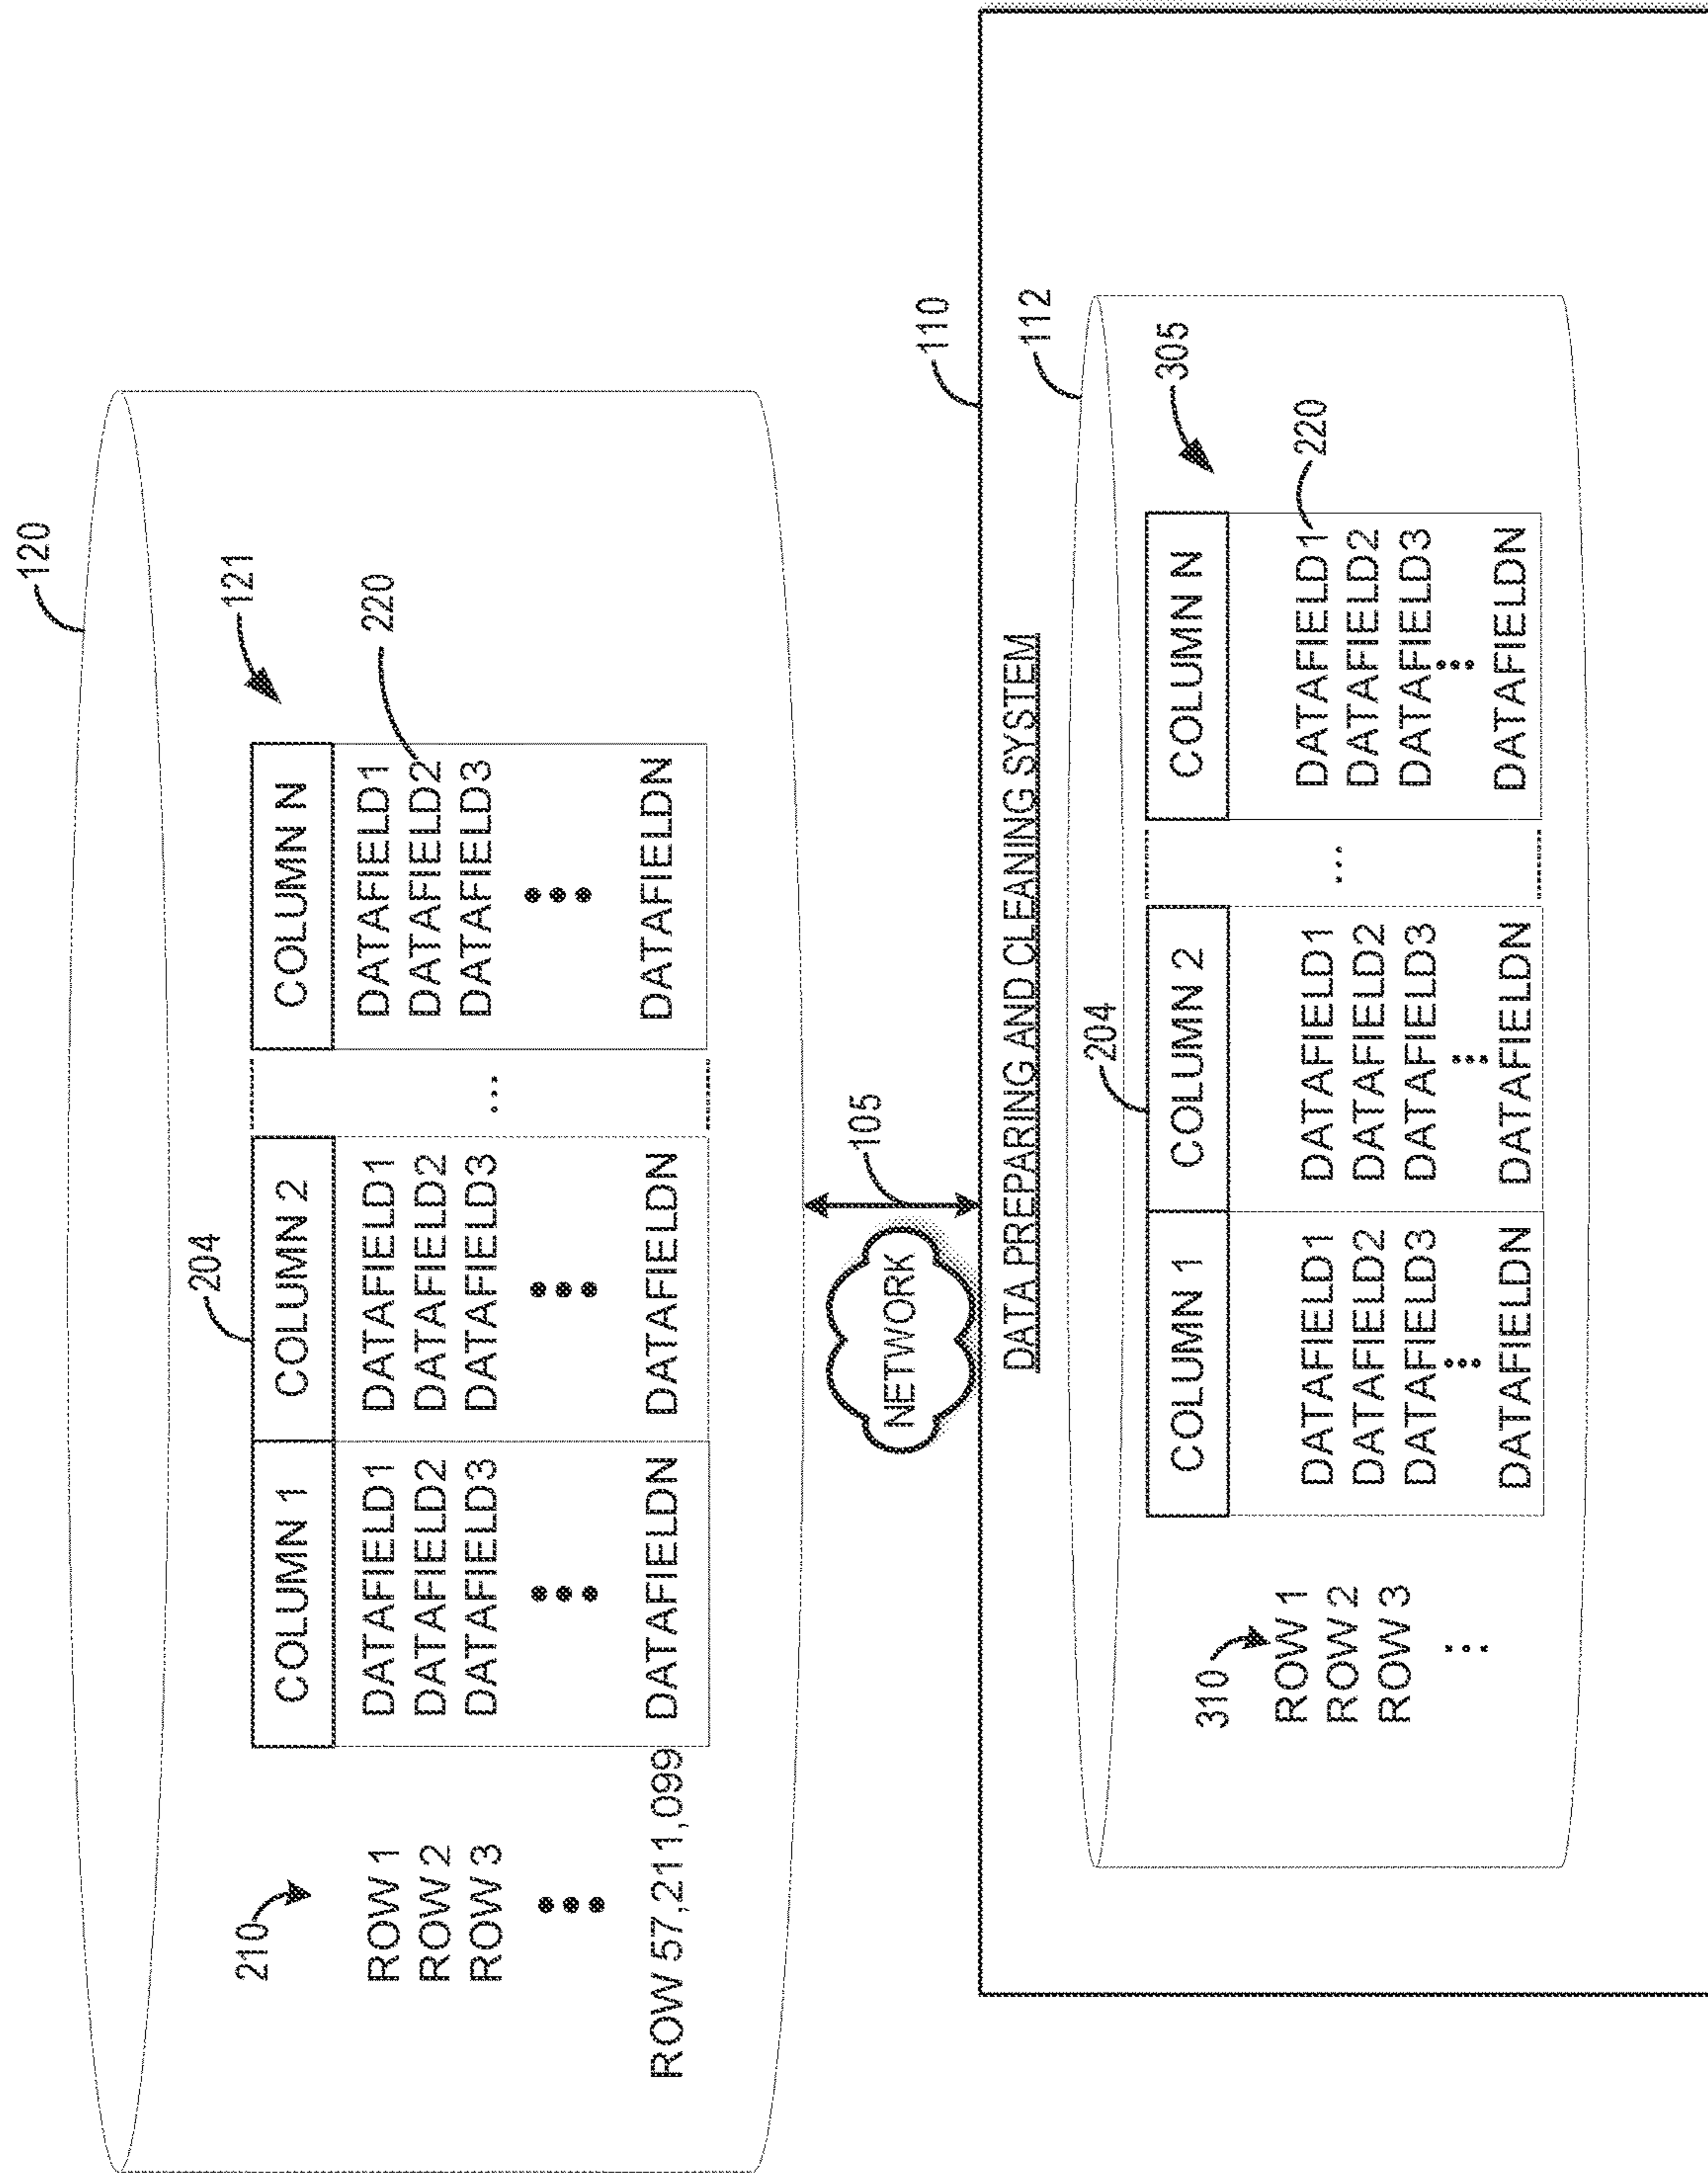 120
121
204
COLUMN 1 COLUMN 2 COLUMN N
220
210
ROW 1 DATAFIELD1 DATAFIELD1 DATAFIELD1
ROW 2 DATAFIELD2 DATAFIELD2 DATAFIELD2
ROW 3 DATAFIELD3 DATAFIELD3 DATAFIELD3
... 
ROW 57,211,099 DATAFIELDN DATAFIELDN DATAFIELDN
NETWORK
105
110
DATA PREPARING AND CLEANING SYSTEM
112
204
305
COLUMN 1 COLUMN 2 COLUMN N
310
220
ROW 1 DATAFIELD1 DATAFIELD1 ... DATAFIELD1
ROW 2 DATAFIELD2 DATAFIELD2 DATAFIELD2
ROW 3 DATAFIELD3 DATAFIELD3 DATAFIELD3
...
DATAFIELDN DATAFIELDN DATAFIELDN